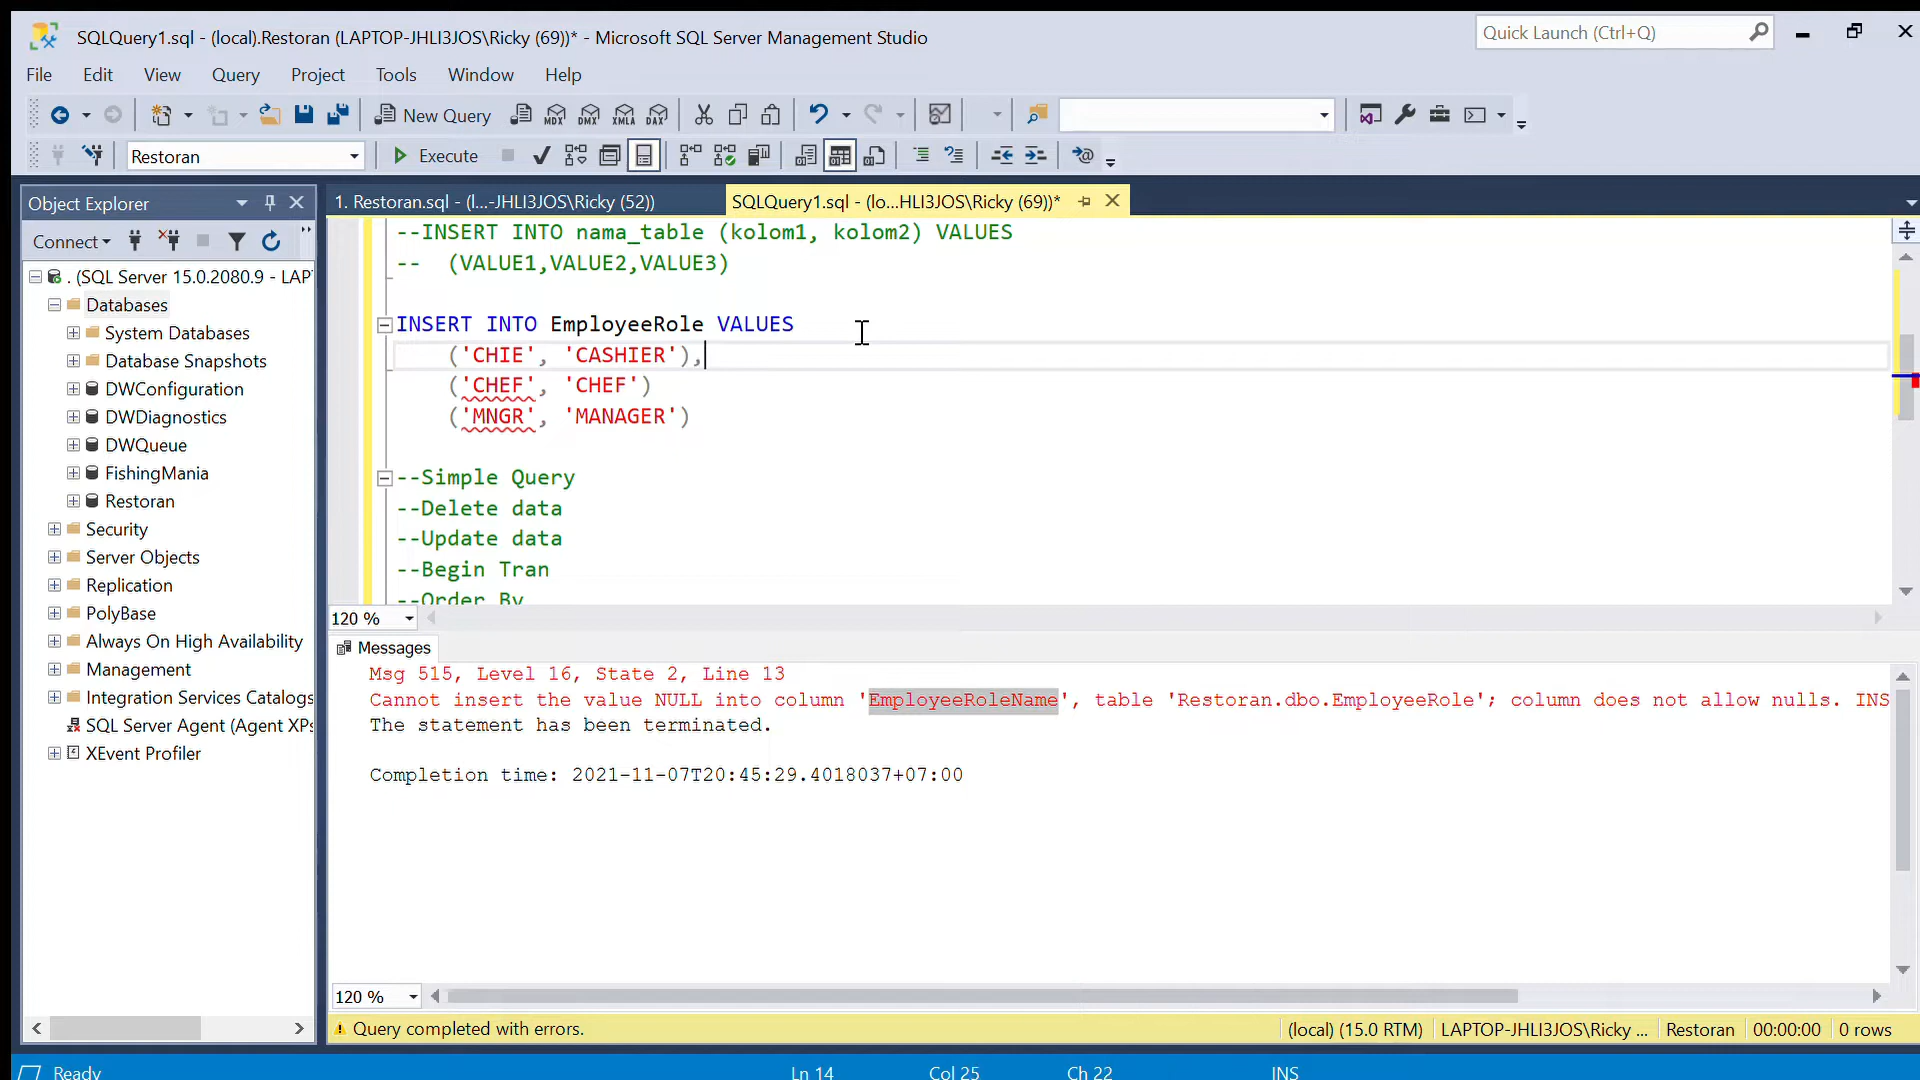 SQLQuery1.sql - (local).Restoran (LAPTOP-JHLI3JOS\Ricky (69))* - Microsoft SQL Server Management Studio
Quick Launch (Ctrl+Q)
File Edit View Query Project Tools Window Help
New Query
MDX DMX XMLA DAX
Restoran
Execute
Object Explorer
1. Restoran.sql - (l...-JHLI3JOS\Ricky (52))
SQLQuery1.sql - (lo...HLI3JOS\Ricky (69))*
Connect
. (SQL Server 15.0.2080.9 - LAP
Databases
System Databases
Database Snapshots
DWConfiguration
DWDiagnostics
DWQueue
FishingMania
Restoran
Security
Server Objects
Replication
PolyBase
Always On High Availability
Management
Integration Services Catalogs
SQL Server Agent (Agent XPs
XEvent Profiler
--INSERT INTO nama_table (kolom1, kolom2) VALUES
--  (VALUE1,VALUE2,VALUE3)
INSERT INTO EmployeeRole VALUES
('CHIE', 'CASHIER'),
('CHEF', 'CHEF')
('MNGR', 'MANAGER')
--Simple Query
--Delete data
--Update data
--Begin Tran
--Order By
120 %
Messages
Msg 515, Level 16, State 2, Line 13
Cannot insert the value NULL into column 'EmployeeRoleName', table 'Restoran.dbo.EmployeeRole'; column does not allow nulls. INS
The statement has been terminated.
Completion time: 2021-11-07T20:45:29.4018037+07:00
120 %
Query completed with errors.
(local) (15.0 RTM)
LAPTOP-JHLI3JOS\Ricky ...
Restoran
00:00:00
0 rows
Ready
Ln 14
Col 25
Ch 22
INS